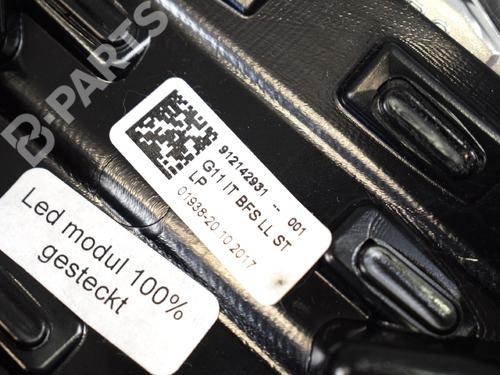 B-PARTS
912142931 -- 001
G11 IT BFS LL ST
LP
01938-20.10.2017
Led modul 100%
gesteckt